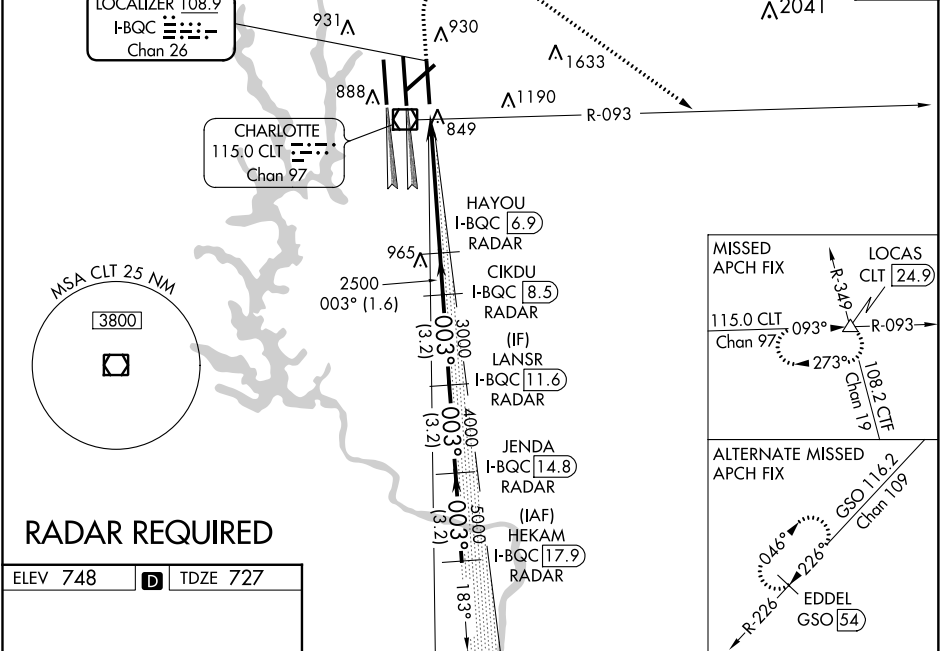 LOCALIZER 108.9
I-BQC
Chan 26
931
930
2041
1633
888
1190
R-093
849
CHARLOTTE
115.0 CLT
Chan 97
HAYOU
I-BQC 6.9
RADAR
965
2500
003° (1.6)
CIKDU
I-BQC 8.5
RADAR
003°
3000
(3.2)
(IF)
LANSR
I-BQC 11.6
RADAR
003°
4000
(3.2)
JENDA
I-BQC 14.8
RADAR
003°
5000
(3.2)
(IAF)
HEKAM
I-BQC 17.9
RADAR
183°
MSA CLT 25 NM
3800
RADAR REQUIRED
ELEV 748 D TDZE 727
MISSED
APCH FIX
LOCAS
CLT 24.9
R-349
115.0 CLT
Chan 97
093°
R-093
273°
108.2 CTF
Chan 19
ALTERNATE MISSED
APCH FIX
GSO 116.2
Chan 109
046°
226°
R-226
EDDEL
GSO 54